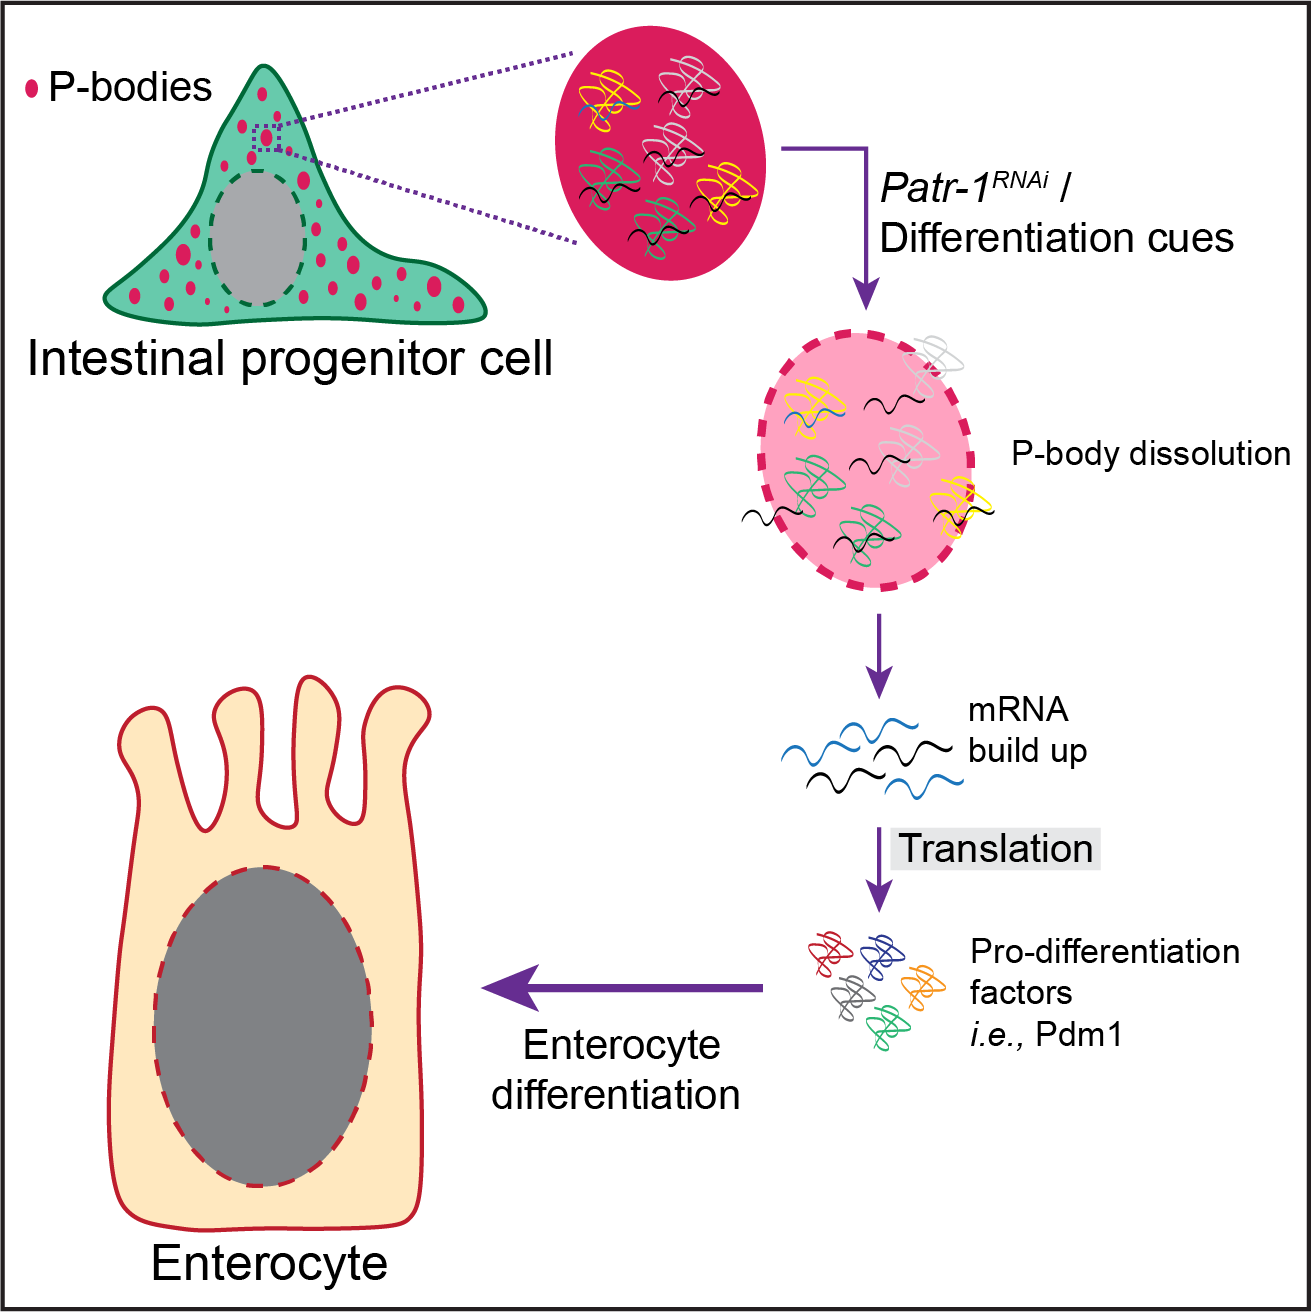 P-bodies
Intestinal progenitor cell
Patr-1RNAi /
Differentiation cues
P-body dissolution
mRNA
build up
Translation
Pro-differentiation
factors
i.e., Pdm1
Enterocyte
differentiation
Enterocyte